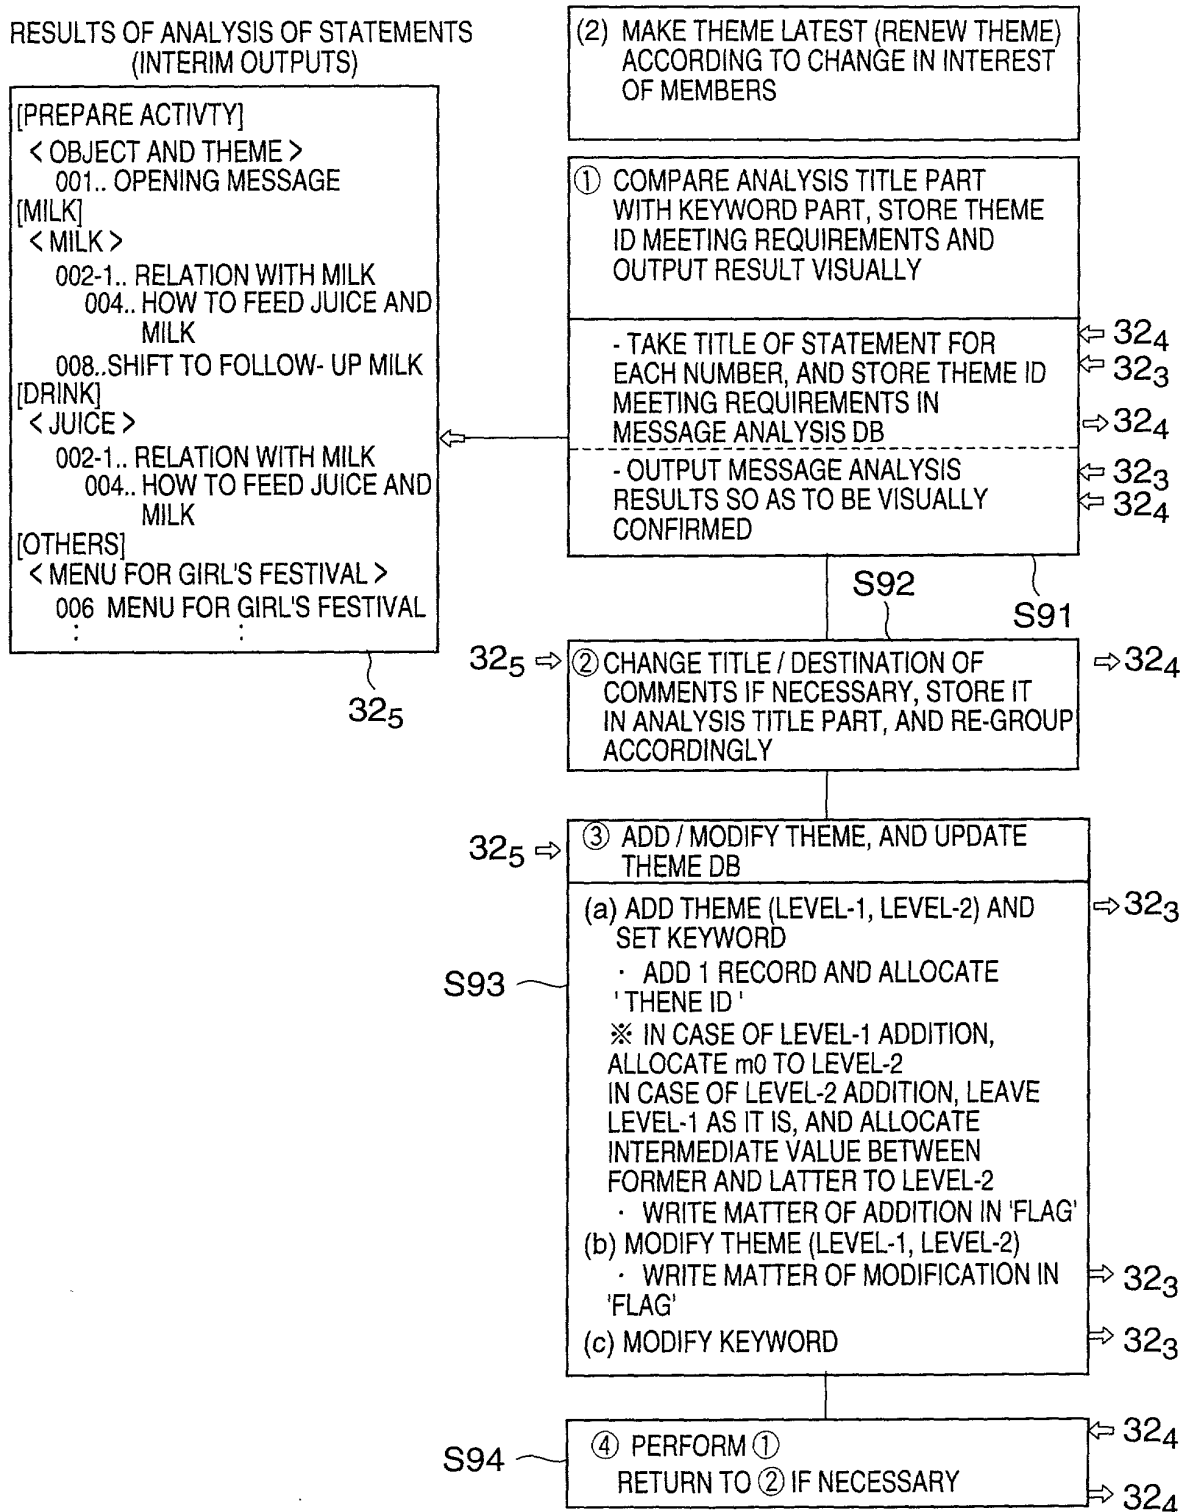 RESULTS OF ANALYSIS OF STATEMENTS
(INTERIM OUTPUTS)
[PREPARE ACTIVTY]
< OBJECT AND THEME >
001.. OPENING MESSAGE
[MILK]
< MILK >
002-1.. RELATION WITH MILK
004.. HOW TO FEED JUICE AND
MILK
008..SHIFT TO FOLLOW- UP MILK
[DRINK]
< JUICE >
002-1.. RELATION WITH MILK
004.. HOW TO FEED JUICE AND
MILK
[OTHERS]
< MENU FOR GIRL'S FESTIVAL >
006 MENU FOR GIRL'S FESTIVAL
: :
32₅
(2) MAKE THEME LATEST (RENEW THEME)
ACCORDING TO CHANGE IN INTEREST
OF MEMBERS
① COMPARE ANALYSIS TITLE PART
WITH KEYWORD PART, STORE THEME
ID MEETING REQUIREMENTS AND
OUTPUT RESULT VISUALLY
- TAKE TITLE OF STATEMENT FOR
EACH NUMBER, AND STORE THEME ID
MEETING REQUIREMENTS IN
MESSAGE ANALYSIS DB
⇦ 32₄
⇦ 32₃
⇨ 32₄
- OUTPUT MESSAGE ANALYSIS
RESULTS SO AS TO BE VISUALLY
CONFIRMED
⇦ 32₃
⇦ 32₄
S91
S92
32₅ ⇨
② CHANGE TITLE / DESTINATION OF
COMMENTS IF NECESSARY, STORE IT
IN ANALYSIS TITLE PART, AND RE-GROUP
ACCORDINGLY
⇨ 32₄
32₅ ⇨
③ ADD / MODIFY THEME, AND UPDATE
THEME DB
S93
(a) ADD THEME (LEVEL-1, LEVEL-2) AND
SET KEYWORD
⇨ 32₃
· ADD 1 RECORD AND ALLOCATE
' THENE ID '
※ IN CASE OF LEVEL-1 ADDITION,
ALLOCATE m0 TO LEVEL-2
IN CASE OF LEVEL-2 ADDITION, LEAVE
LEVEL-1 AS IT IS, AND ALLOCATE
INTERMEDIATE VALUE BETWEEN
FORMER AND LATTER TO LEVEL-2
· WRITE MATTER OF ADDITION IN 'FLAG'
(b) MODIFY THEME (LEVEL-1, LEVEL-2)
· WRITE MATTER OF MODIFICATION IN
'FLAG'
⇨ 32₃
(c) MODIFY KEYWORD
⇨ 32₃
S94
④ PERFORM ①
RETURN TO ② IF NECESSARY
⇦ 32₄
⇨ 32₄